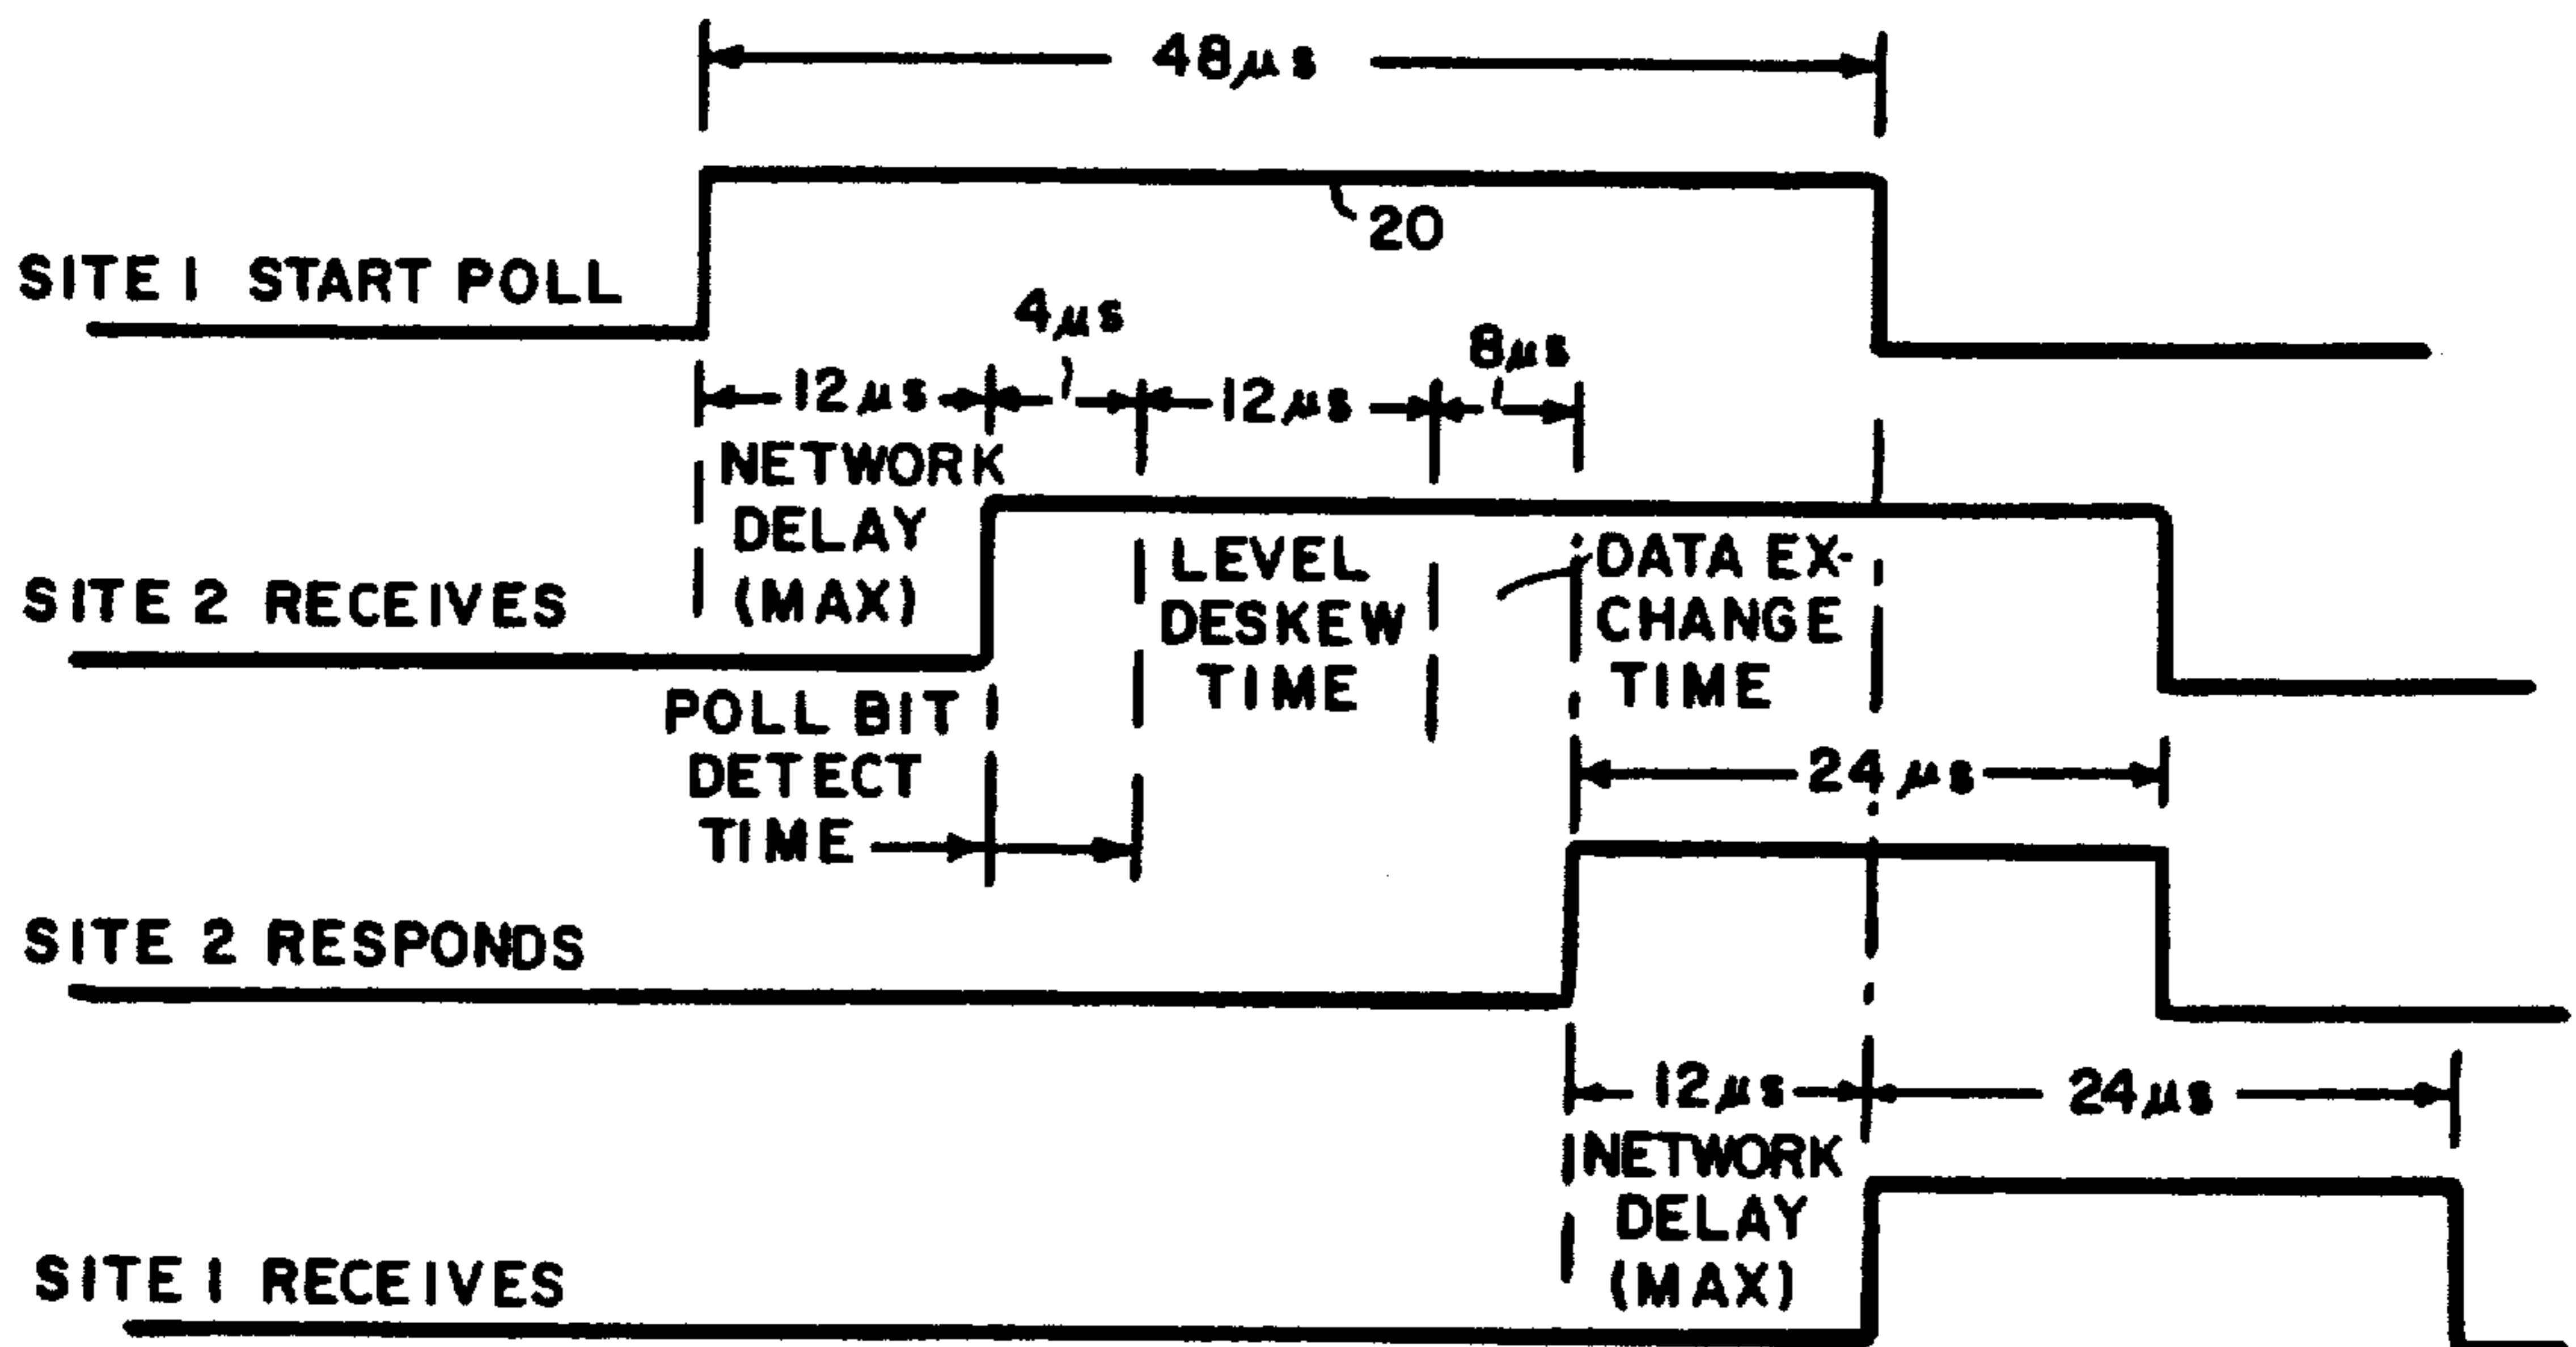 48μs
20
SITE 1 START POLL
4μs
8μs
12μs
12μs
NETWORK
DELAY
(MAX)
LEVEL
DESKEW
TIME
DATA EX-
CHANGE
TIME
SITE 2 RECEIVES
POLL BIT
DETECT
TIME
24μs
SITE 2 RESPONDS
12μs
24μs
NETWORK
DELAY
(MAX)
SITE 1 RECEIVES